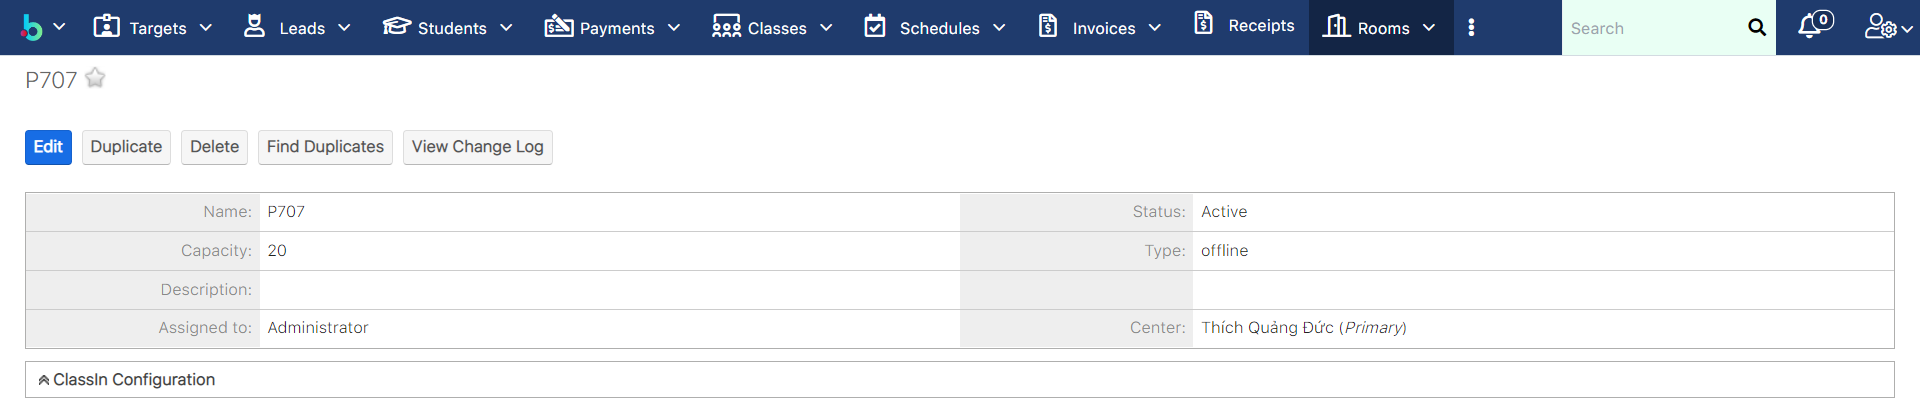 Targets Leads Students Payments Classes Schedules Invoices Receipts Rooms Search 0
P707
Edit Duplicate Delete Find Duplicates View Change Log
Name: P707 Status: Active
Capacity: 20 Type: offline
Description:
Assigned to: Administrator Center: Thích Quảng Đức (Primary)
ClassIn Configuration